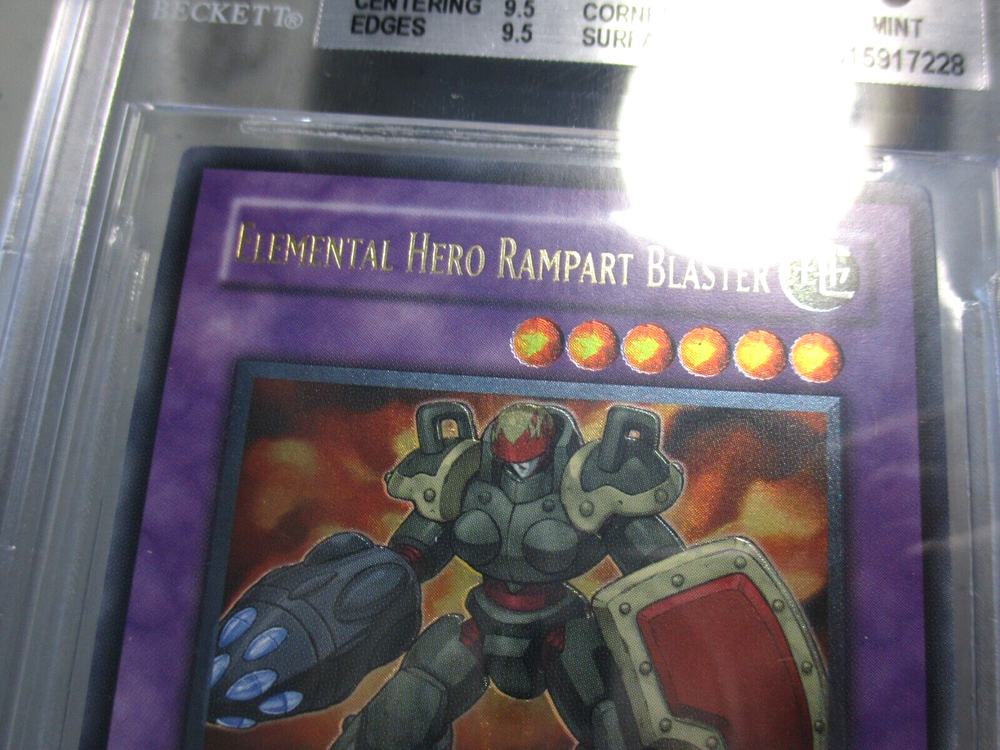 BECKETT®
CENTERING 9.5
EDGES 9.5
MINT
15917228
ELEMENTAL HERO RAMPART BLASTER